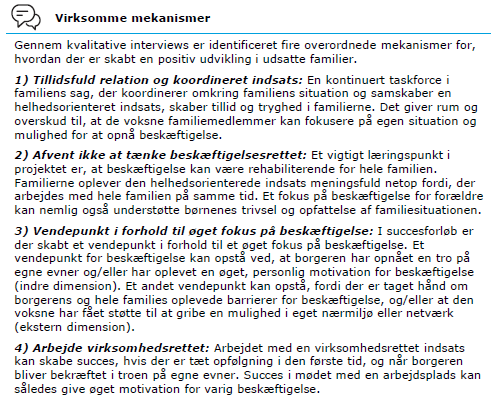 Virksomme mekanismer
Gennem kvalitative interviews er identificeret fire overordnede mekanismer for,
hvordan der er skabt en positiv udvikling i udsatte familier.
1) Tillidsfuld relation og koordineret indsats: En kontinuert taskforce i
familiens sag, der koordinerer omkring familiens situation og samskaber en
helhedsorienteret indsats, skaber tillid og tryghed i familierne. Det giver rum og
overskud til, at de voksne familiemedlemmer kan fokusere på egen situation og
mulighed for at opnå beskæftigelse.
2) Afvent ikke at tænke beskæftigelsesrettet: Et vigtigt læringspunkt i
projektet er, at beskæftigelse kan være rehabiliterende for hele familien.
Familierne oplever den helhedsorienterede indsats meningsfuld netop fordi, der
arbejdes med hele familien på samme tid. Et fokus på beskæftigelse for forældre
kan nemlig også understøtte børnenes trivsel og opfattelse af familiesituationen.
3) Vendepunkt i forhold til øget fokus på beskæftigelse: I succesforløb er
der skabt et vendepunkt i forhold til et øget fokus på beskæftigelse. Et
vendepunkt for beskæftigelse kan opstå ved, at borgeren har opnået en tro på
egne evner og/eller har oplevet en øget, personlig motivation for beskæftigelse
(indre dimension). Et andet vendepunkt kan opstå, fordi der er taget hånd om
borgerens og hele families oplevede barrierer for beskæftigelse, og/eller at den
voksne har fået støtte til at gribe en mulighed i eget nærmiljø eller netværk
(ekstern dimension).
4) Arbejde virksomhedsrettet: Arbejdet med en virksomhedsrettet indsats
kan skabe succes, hvis der er tæt opfølgning i den første tid, og når borgeren
bliver bekræftet i troen på egne evner. Succes i mødet med en arbejdsplads kan
således give øget motivation for varig beskæftigelse.